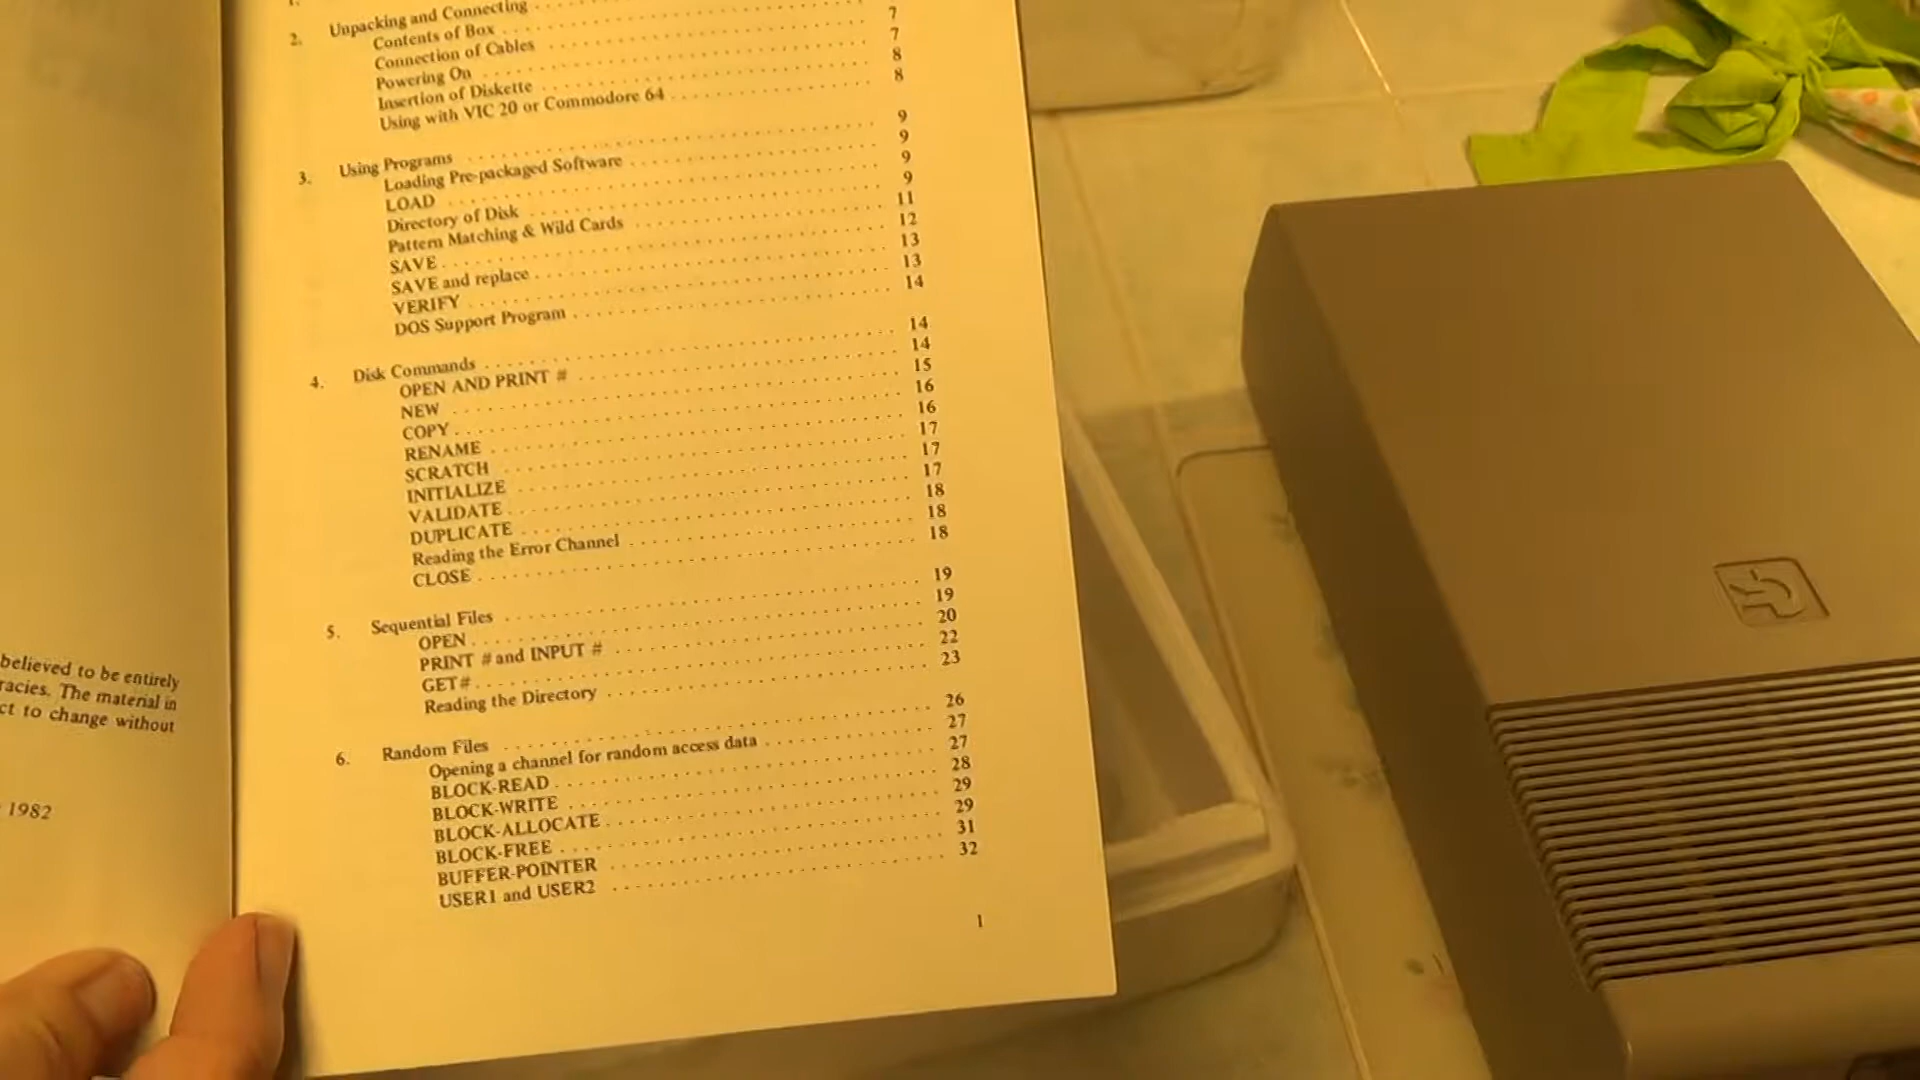 believed to be entirely
racies. The material in
ct to change without
1982
2. Unpacking and Connecting
Contents of Box 7
Connection of Cables 7
Powering On 8
Insertion of Diskette 8
Using with VIC 20 or Commodore 64
3. Using Programs 9
Loading Pre-packaged Software 9
LOAD 9
Directory of Disk 9
Pattern Matching & Wild Cards 11
SAVE 12
SAVE and replace 13
VERIFY 13
DOS Support Program 14
4. Disk Commands 14
OPEN AND PRINT # 14
NEW 15
COPY 16
RENAME 16
SCRATCH 17
INITIALIZE 17
VALIDATE 17
DUPLICATE 18
Reading the Error Channel 18
CLOSE 18
5. Sequential Files 19
OPEN 19
PRINT # and INPUT # 20
GET# 22
Reading the Directory 23
6. Random Files 26
Opening a channel for random access data 27
BLOCK-READ 27
BLOCK-WRITE 28
BLOCK-ALLOCATE 29
BLOCK-FREE 29
BUFFER-POINTER 31
USER1 and USER2 32
1